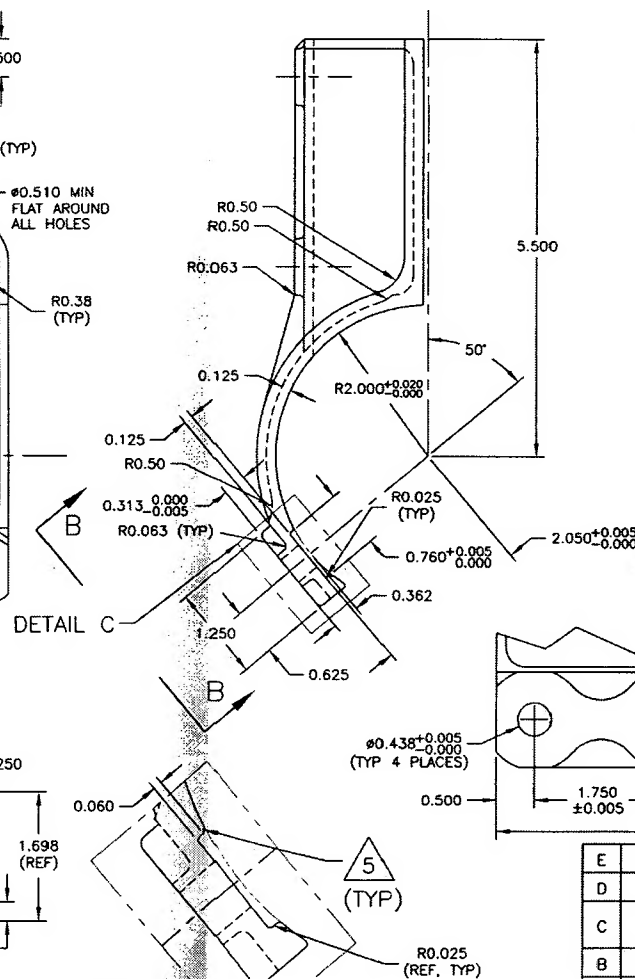 (TYP)
Ø0.510 MIN
FLAT AROUND
ALL HOLES
R0.38
(TYP)
R0.50
R0.50
R0.063
5.500
50°
0.125
R2.000+0.020
-0.000
0.125
R0.50
0.313 0.000
-0.005
R0.063 (TYP)
R0.025
(TYP)
2.050+0.005
-0.000
0.760+0.005
0.000
0.362
B
DETAIL C
1.250
0.625
B
Ø0.438+0.005
-0.000
(TYP 4 PLACES)
0.500
1.750
±0.005
0.060
1.698
(REF)
5
(TYP)
R0.025
(REF, TYP)
E
D
C
B